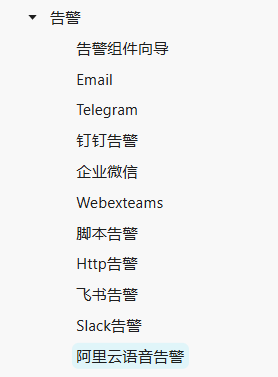 告警
告警组件向导
Email
Telegram
钉钉告警
企业微信
Webexteams
脚本告警
Http告警
飞书告警
Slack告警
阿里云语音告警